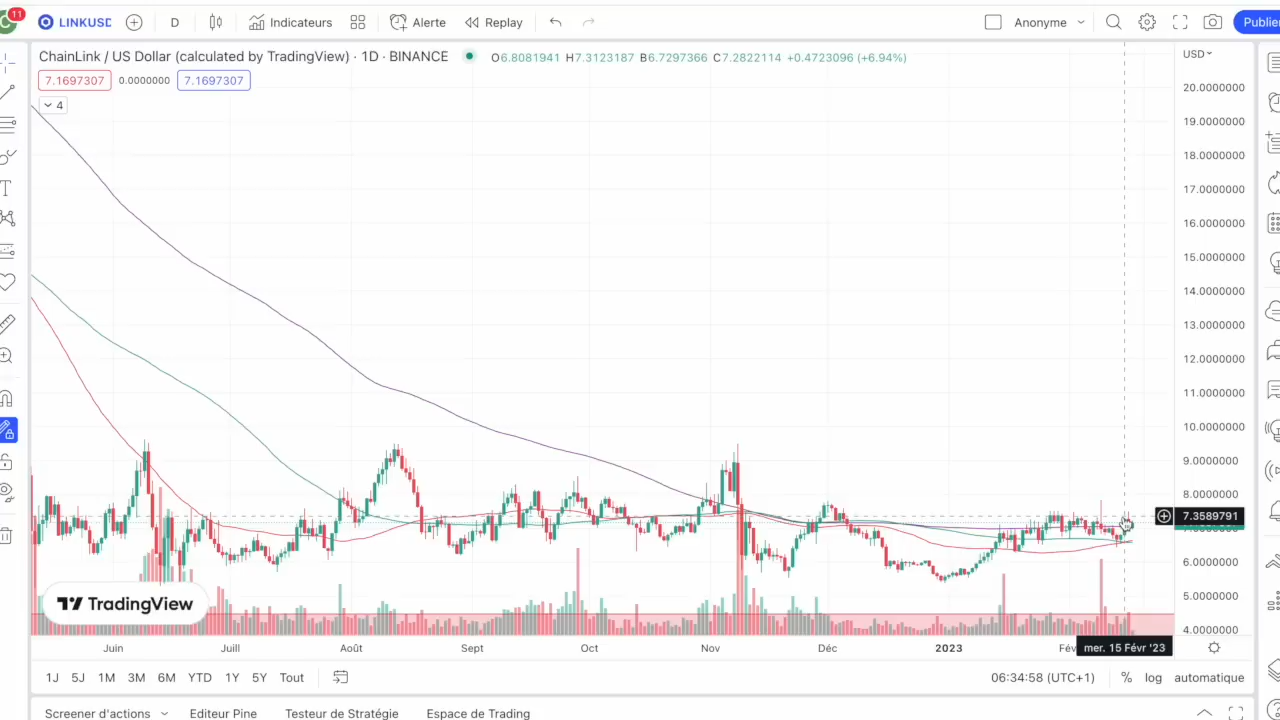 11
LINKUSD
D
Indicateurs
Alerte
Replay
Anonyme
Publier
ChainLink / US Dollar (calculated by TradingView) · 1D · BINANCE
O6.8081941 H7.3123187 B6.7297366 C7.2822114 +0.4723096 (+6.94%)
USD
7.1697307 0.0000000 7.1697307
4
20.0000000
19.0000000
18.0000000
17.0000000
16.0000000
15.0000000
14.0000000
13.0000000
12.0000000
11.0000000
10.0000000
9.0000000
8.0000000
7.3589791
6.0000000
5.0000000
4.0000000
TradingView
Juin Juill Août Sept Oct Nov Déc 2023 Fév
mer. 15 Févr '23
1J 5J 1M 3M 6M YTD 1Y 5Y Tout
06:34:58 (UTC+1) % log automatique
Screener d'actions Editeur Pine Testeur de Stratégie Espace de Trading